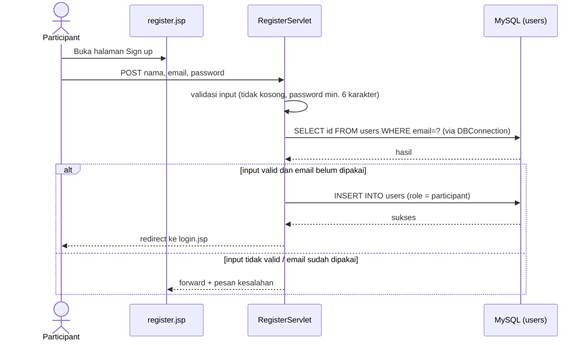 register.jsp
RegisterServlet
MySQL (users)
Participant
Buka halaman Sign up
POST nama, email, password
validasi input (tidak kosong, password min. 6 karakter)
SELECT id FROM users WHERE email=? (via DBConnection)
hasil
alt
[input valid dan email belum dipakai]
INSERT INTO users (role = participant)
sukses
redirect ke login.jsp
[input tidak valid / email sudah dipakai]
forward + pesan kesalahan
register.jsp
RegisterServlet
MySQL (users)
Participant